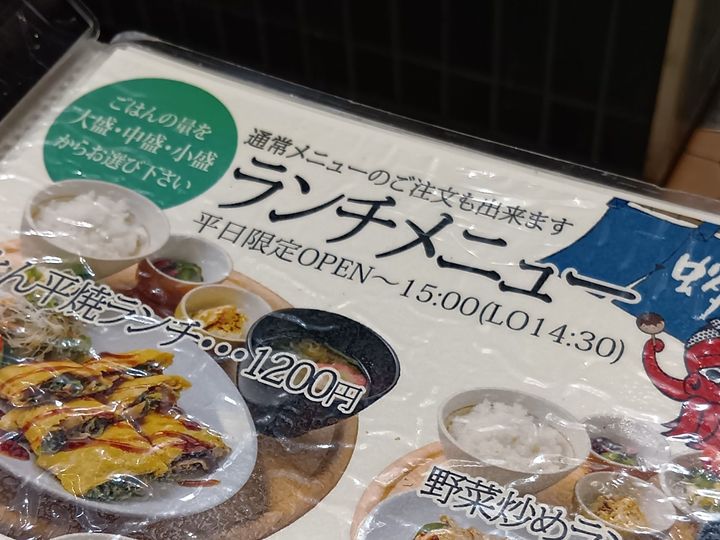 ごはんの量を
大盛・中盛・小盛
からお選び下さい
通常メニューのご注文も出来ます
ランチメニュー
平日限定OPEN～15:00(LO14:30)
ん平焼ランチ・・・1200円
野菜炒めラン